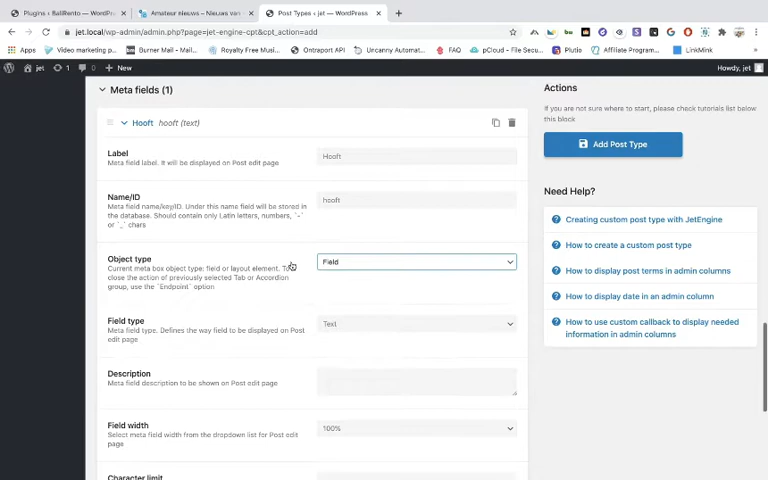 Plugins ‹ BallRento — WordPr
Amateur nieuws – Nieuws van
Post Types ‹ jet — WordPress
jet.local/wp-admin/admin.php?page=jet-engine-cpt&cpt_action=add
Apps
Video marketing p...
Burner Mail - Mail...
Royalty Free Musi...
Ontraport API
Uncanny Automat...
FAQ
pCloud - File Secu...
Plutio
Affiliate Program...
LinkMink
jet
1
0
New
Howdy, jet
Meta fields (1)
Hooft hooft (text)
Label
Meta field label. It will be displayed on Post edit page
Hooft
Name/ID
Meta field name/key/ID. Under this name field will be stored in
the database. Should contain only Latin letters, numbers, `-`
or `_` chars
hooft
Object type
Current meta box object type: field or layout element. To
close the action of previously selected Tab or Accordion
group, use the `Endpoint` option
Field
Field type
Meta field type. Defines the way field to be displayed on Post
edit page
Text
Description
Meta field description to be shown on Post edit page
Field width
Select meta field width from the dropdown list for Post edit
page
100%
Character limit
Actions
If you are not sure where to start, please check tutorials list below
this block
Add Post Type
Need Help?
Creating custom post type with JetEngine
How to create a custom post type
How to display post terms in admin columns
How to display date in an admin column
How to use custom callback to display needed
information in admin columns